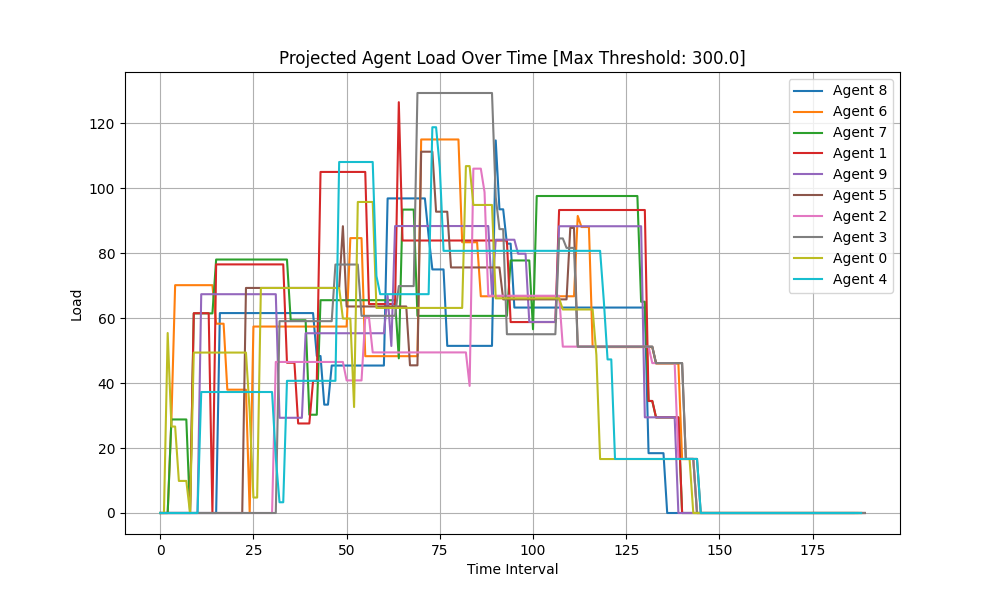 Projected Agent Load Over Time [Max Threshold: 300.0]
Load
120
100
80
60
40
20
0
0 25 50 75 100 125 150 175
Time Interval
Agent 8
Agent 6
Agent 7
Agent 1
Agent 9
Agent 5
Agent 2
Agent 3
Agent 0
Agent 4